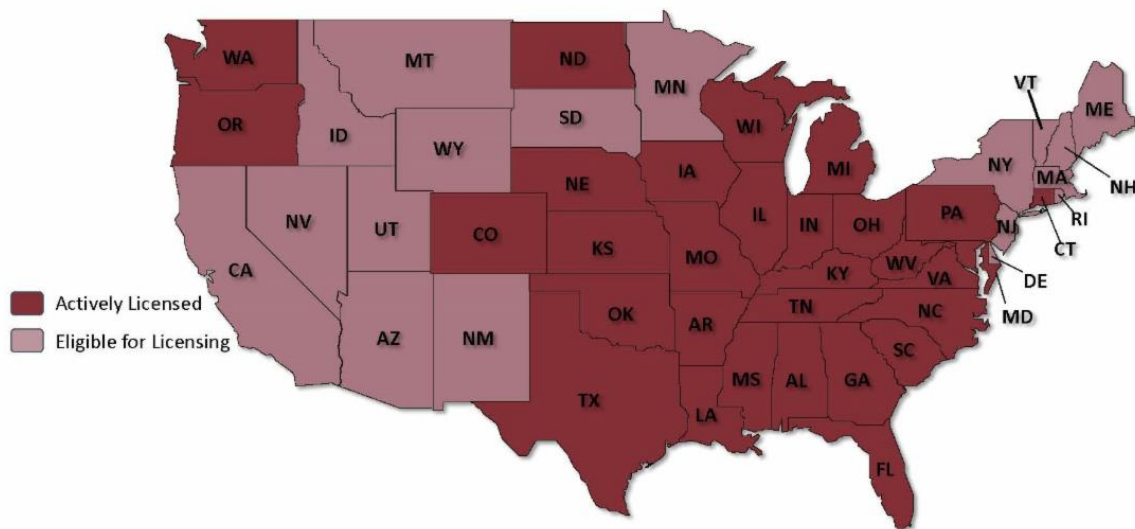 WA
MT
ND
MN
VT
ME
OR
ID
SD
WI
WY
NY
MA
NH
MI
RI
IA
NE
PA
NJ
CT
NV
UT
CO
IL
IN
OH
CA
KS
MO
WV
DE
KY
VA
MD
Actively Licensed
TN
NC
OK
AR
Eligible for Licensing
AZ
NM
SC
MS
AL
GA
TX
LA
FL